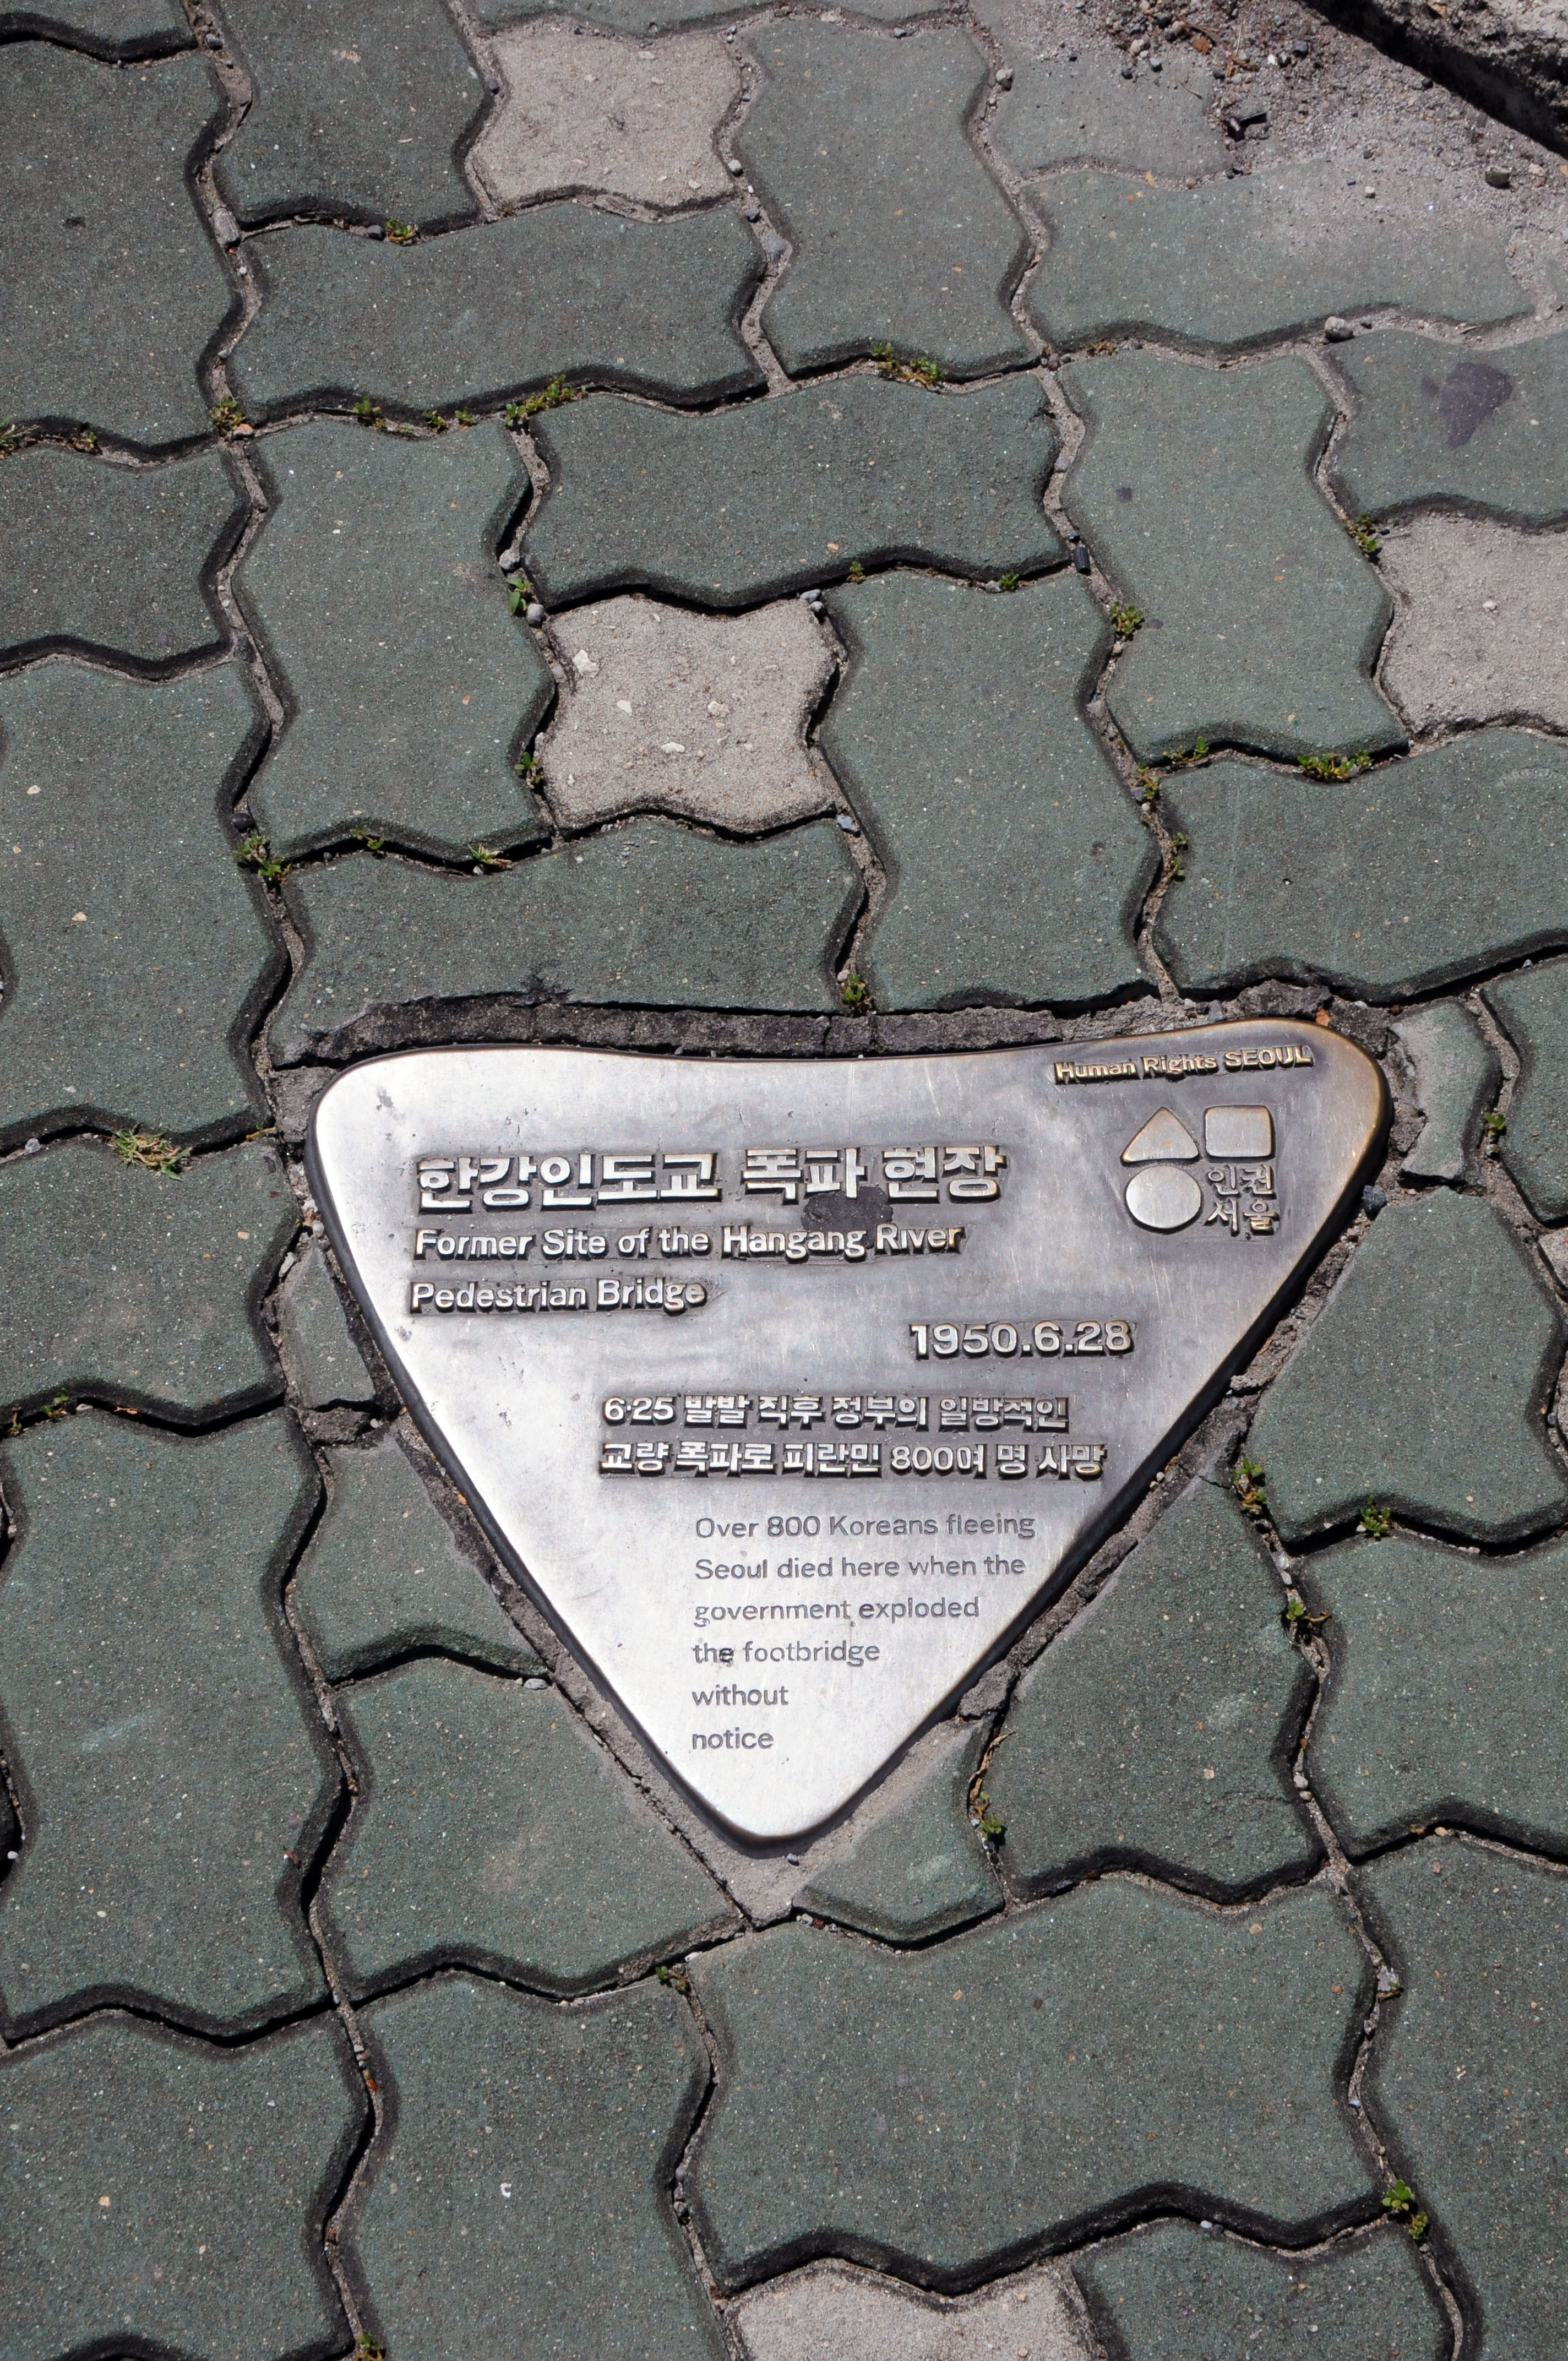 Human Rights SEOUL
인권
서울
한강인도교 폭파 현장
Former Site of the Hangang River
Pedestrian Bridge
1950.6.28
6·25 발발 직후 정부의 일방적인
교량 폭파로 피란민 800여 명 사망
Over 800 Koreans fleeing
Seoul died here when the
government exploded
the footbridge
without
notice